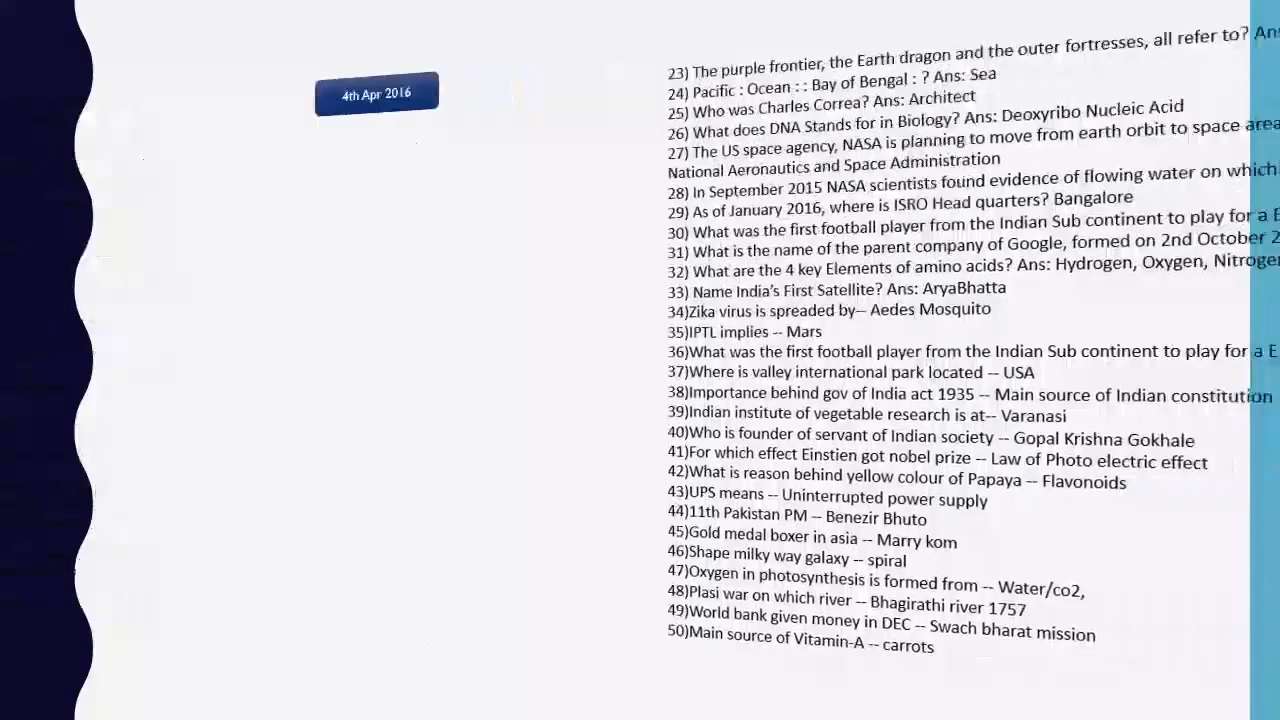 4th Apr 2016
23) The purple frontier, the Earth dragon and the outer fortresses, all refer to? An
24) Pacific : Ocean : : Bay of Bengal : ? Ans: Sea
25) Who was Charles Correa? Ans: Architect
26) What does DNA Stands for in Biology? Ans: Deoxyribo Nucleic Acid
27) The US space agency, NASA is planning to move from earth orbit to space area
National Aeronautics and Space Administration
28) In September 2015 NASA scientists found evidence of flowing water on which
29) As of January 2016, where is ISRO Head quarters? Bangalore
30) What was the first football player from the Indian Sub continent to play for a E
31) What is the name of the parent company of Google, formed on 2nd October 2
32) What are the 4 key Elements of amino acids? Ans: Hydrogen, Oxygen, Nitroge
33) Name India's First Satellite? Ans: AryaBhatta
34)Zika virus is spreaded by-- Aedes Mosquito
35)IPTL implies -- Mars
36)What was the first football player from the Indian Sub continent to play for a E
37)Where is valley international park located -- USA
38)Importance behind gov of India act 1935 -- Main source of Indian constitution
39)Indian institute of vegetable research is at-- Varanasi
40)Who is founder of servant of Indian society -- Gopal Krishna Gokhale
41)For which effect Einstien got nobel prize -- Law of Photo electric effect
42)What is reason behind yellow colour of Papaya -- Flavonoids
43)UPS means -- Uninterrupted power supply
44)11th Pakistan PM -- Benezir Bhuto
45)Gold medal boxer in asia -- Marry kom
46)Shape milky way galaxy -- spiral
47)Oxygen in photosynthesis is formed from -- Water/co2,
48)Plasi war on which river -- Bhagirathi river 1757
49)World bank given money in DEC -- Swach bharat mission
50)Main source of Vitamin-A -- carrots